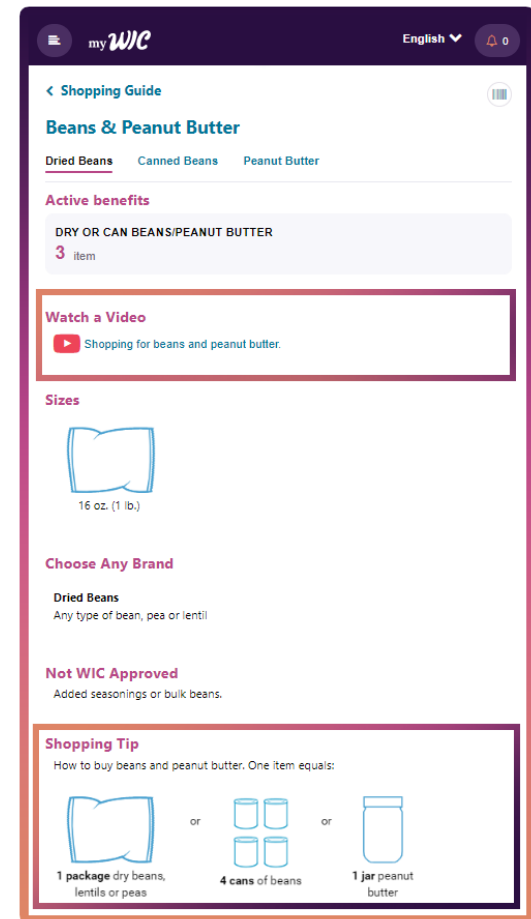 my WIC
English
0
Shopping Guide
Beans & Peanut Butter
Dried Beans Canned Beans Peanut Butter
Active benefits
DRY OR CAN BEANS/PEANUT BUTTER
3 item
Watch a Video
Shopping for beans and peanut butter.
Sizes
16 oz. (1 lb.)
Choose Any Brand
Dried Beans
Any type of bean, pea or lentil
Not WIC Approved
Added seasonings or bulk beans.
Shopping Tip
How to buy beans and peanut butter. One item equals:
or or
1 package dry beans,
lentils or peas
4 cans of beans
1 jar peanut
butter